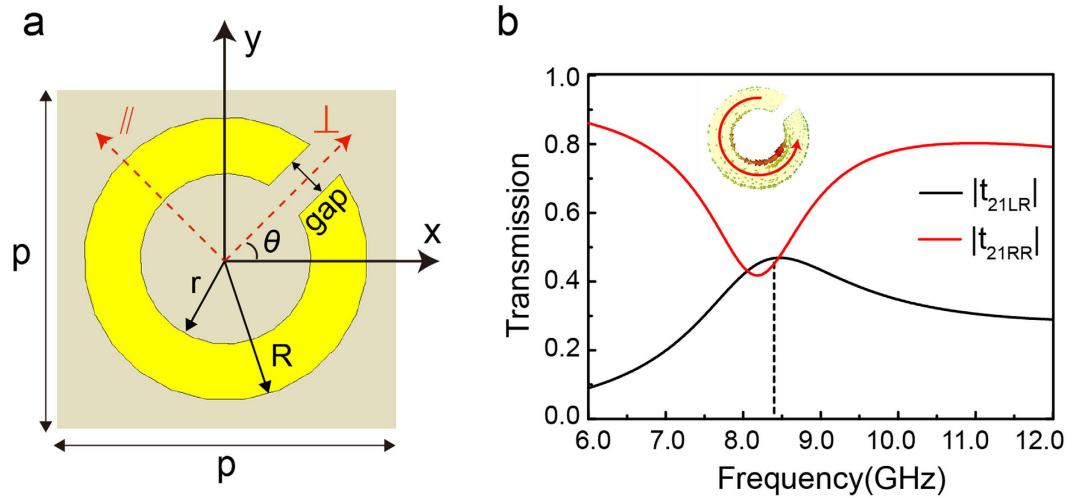 a
y
//
⊥
gap
x
θ
p
r
R
p
b
Transmission
1.0
0.8
0.6
0.4
0.2
0.0
|t21LR|
|t21RR|
6.0 7.0 8.0 9.0 10.0 11.0 12.0
Frequency(GHz)